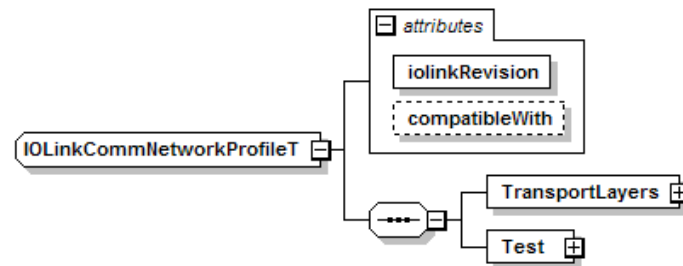 attributes
iolinkRevision
compatibleWith
IOLinkCommNetworkProfileT
TransportLayers
Test